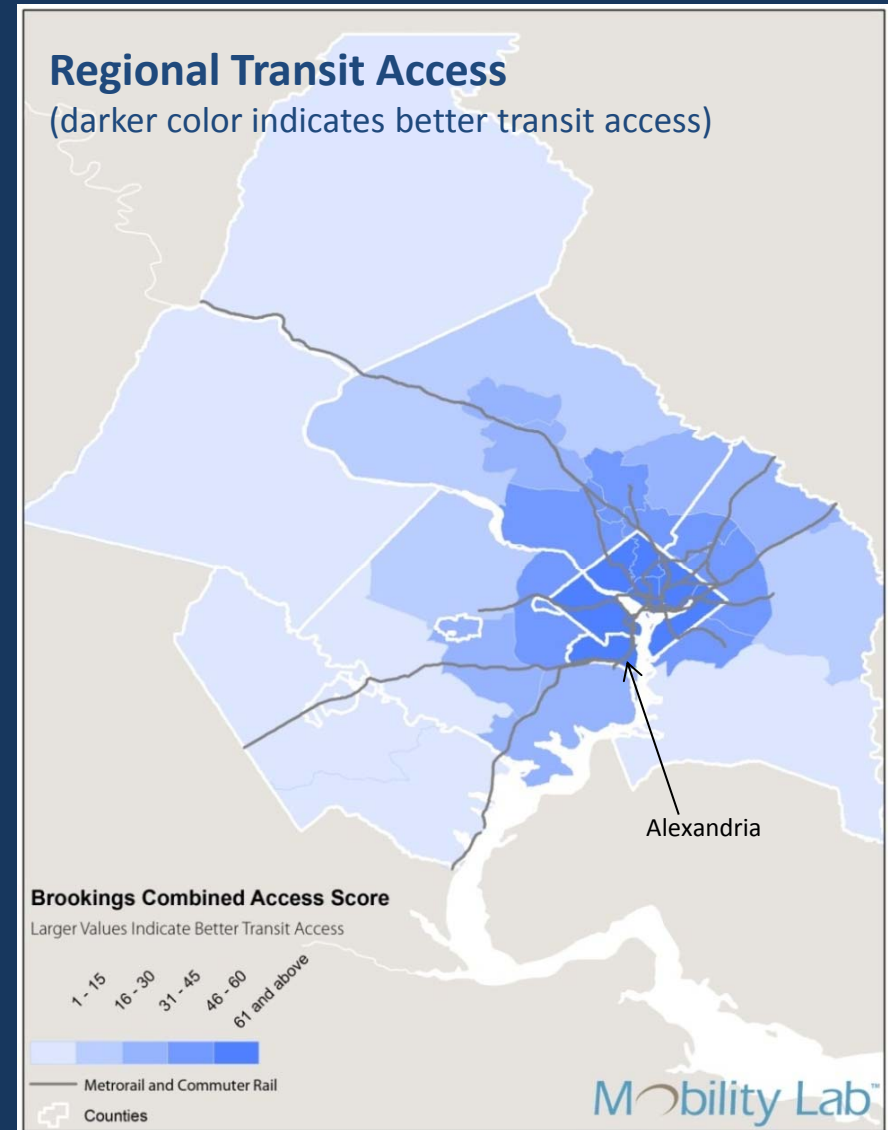 Regional Transit Access
(darker color indicates better transit access)
Alexandria
Brookings Combined Access Score
Larger Values Indicate Better Transit Access
1 - 15
16 - 30
31 - 45
46 - 60
61 and above
Metrorail and Commuter Rail
Counties
Mobility Lab™